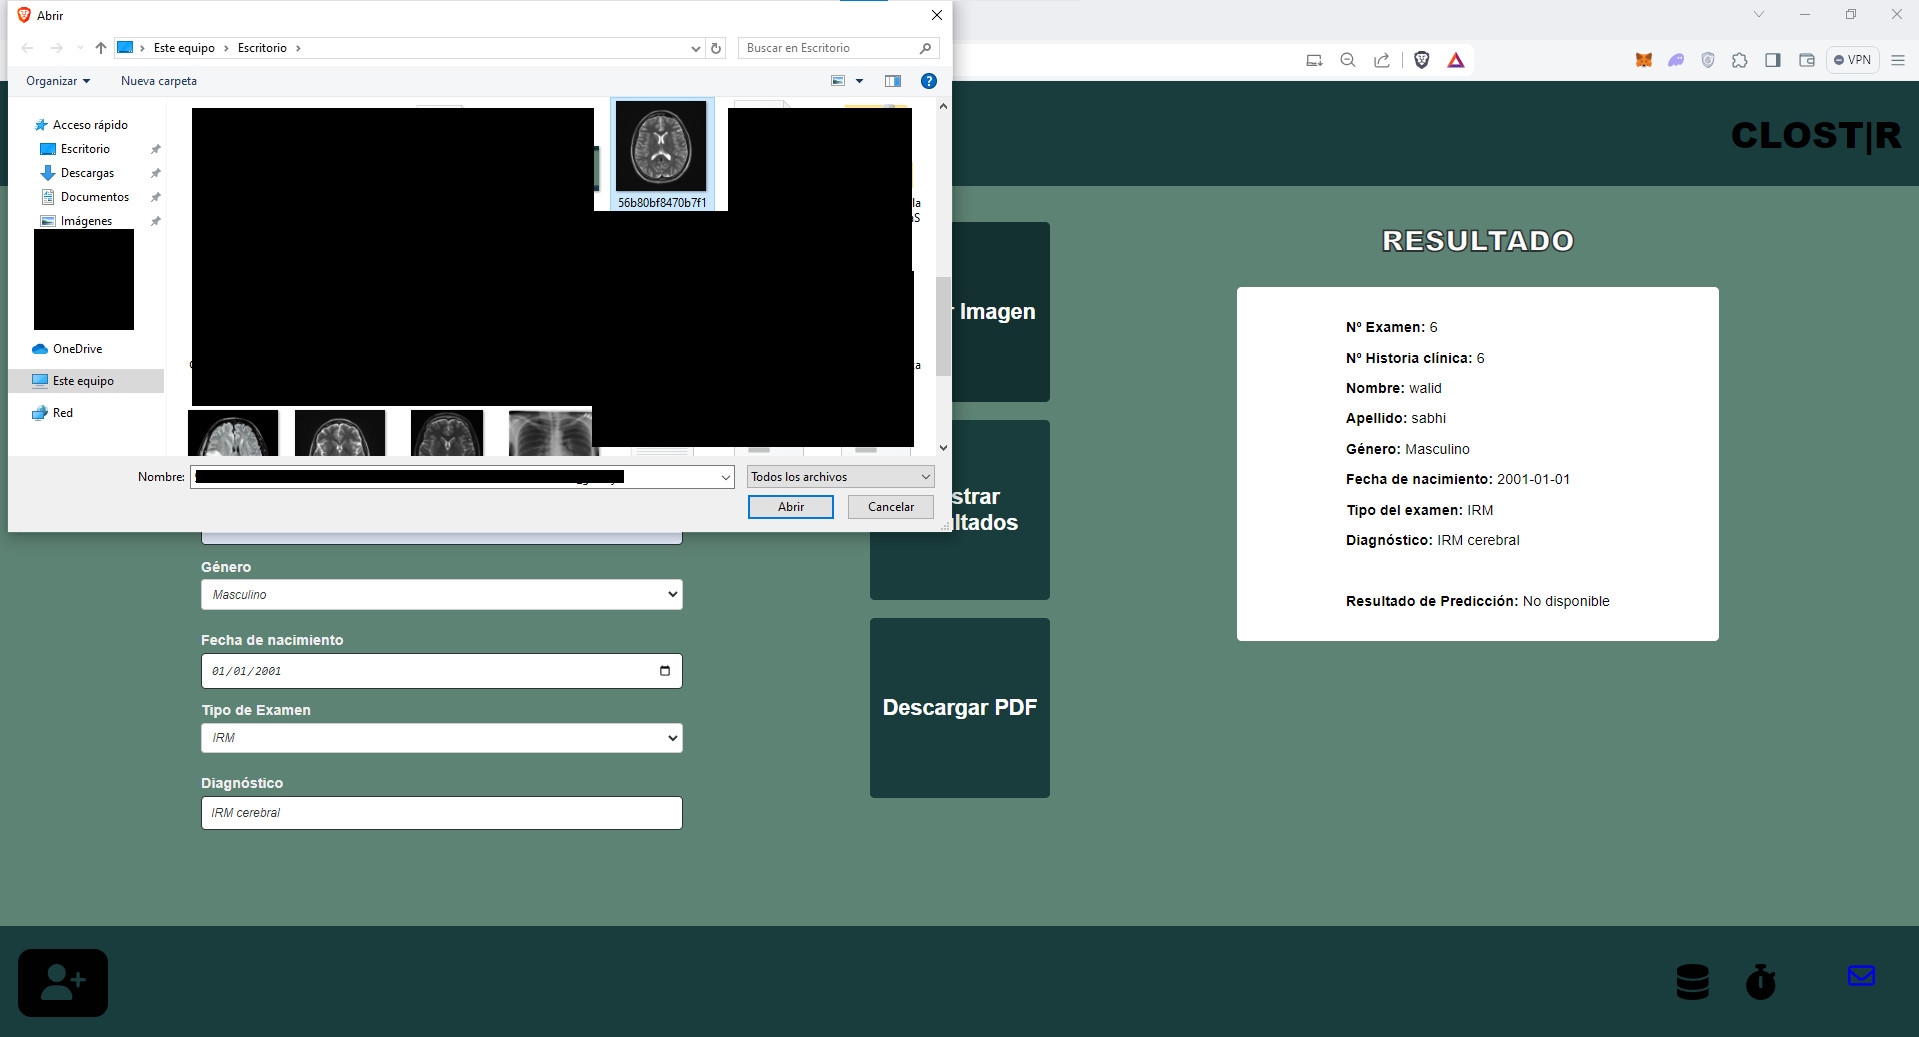 Abrir
Este equipo
Escritorio
Buscar en Escritorio
Organizar
Nueva carpeta
?
Acceso rápido
Escritorio
Descargas
Documentos
Imágenes
OneDrive
Este equipo
Red
56b80bf8470b7f1
la
Nombre:
Todos los archivos
Abrir
Cancelar
VPN
CLOST|R
r Imagen
strar
ltados
Descargar PDF
Género
Masculino
Fecha de nacimiento
01/01/2001
Tipo de Examen
IRM
Diagnóstico
IRM cerebral
RESULTADO
Nº Examen: 6
Nº Historia clínica: 6
Nombre: walid
Apellido: sabhi
Género: Masculino
Fecha de nacimiento: 2001-01-01
Tipo del examen: IRM
Diagnóstico: IRM cerebral
Resultado de Predicción: No disponible